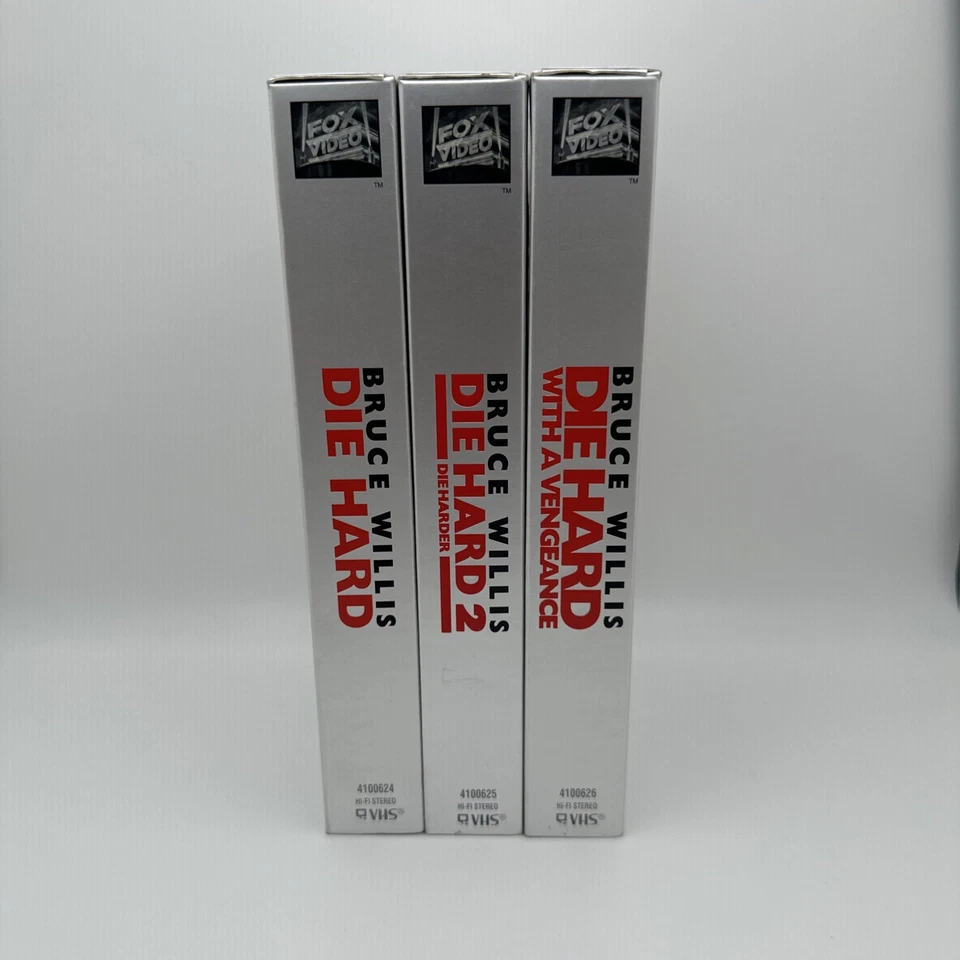 FOX
VIDEO
TM
BRUCE WILLIS
DIE HARD
4100624
Hi-Fi STEREO
VHS®
FOX
VIDEO
TM
BRUCE WILLIS
DIE HARD 2
DIE HARDER
4100625
Hi-Fi STEREO
VHS®
FOX
VIDEO
TM
BRUCE WILLIS
DIE HARD
WITH A VENGEANCE
4100626
Hi-Fi STEREO
VHS®